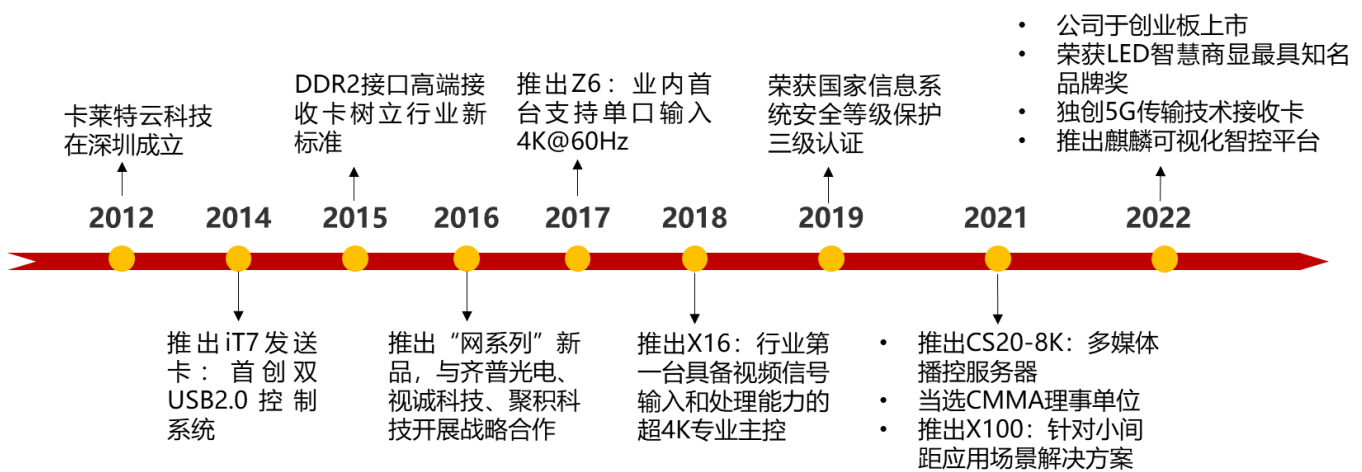 卡莱特云科技
在深圳成立
DDR2接口高端接
收卡树立行业新
标准
推出Z6：业内首
台支持单口输入
4K@60Hz
荣获国家信息系
统安全等级保护
三级认证
• 公司于创业板上市
• 荣获LED智慧商显最具知名
品牌奖
• 独创5G传输技术接收卡
• 推出麒麟可视化智控平台
2012 2014 2015 2016 2017 2018 2019 2021 2022
推出iT7发送
卡：首创双
USB2.0控制
系统
推出“网系列”新
品，与齐普光电、
视诚科技、聚积科
技开展战略合作
推出X16：行业第
一台具备视频信号
输入和处理能力的
超4K专业主控
• 推出CS20-8K：多媒体
播控服务器
• 当选CMMA理事单位
• 推出X100：针对小间
距应用场景解决方案